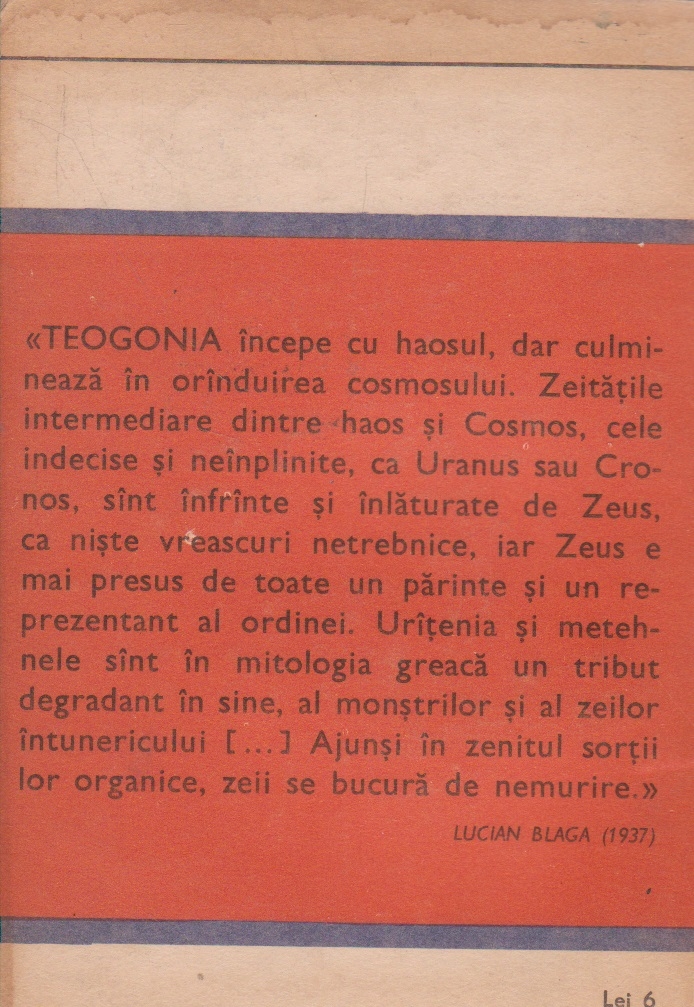 «TEOGONIA începe cu haosul, dar culmi-
nează în orînduirea cosmosului. Zeitățile
intermediare dintre haos și Cosmos, cele
indecise și neînplinite, ca Uranus sau Cro-
nos, sînt înfrînte și înlăturate de Zeus,
ca niște vreascuri netrebnice, iar Zeus e
mai presus de toate un părinte și un re-
prezentant al ordinei. Urîțenia și meteh-
nele sînt în mitologia greacă un tribut
degradant în sine, al monștrilor și al zeilor
întunericului [...] Ajunși în zenitul sorții
lor organice, zeii se bucură de nemurire.»
LUCIAN BLAGA (1937)
Lei 6